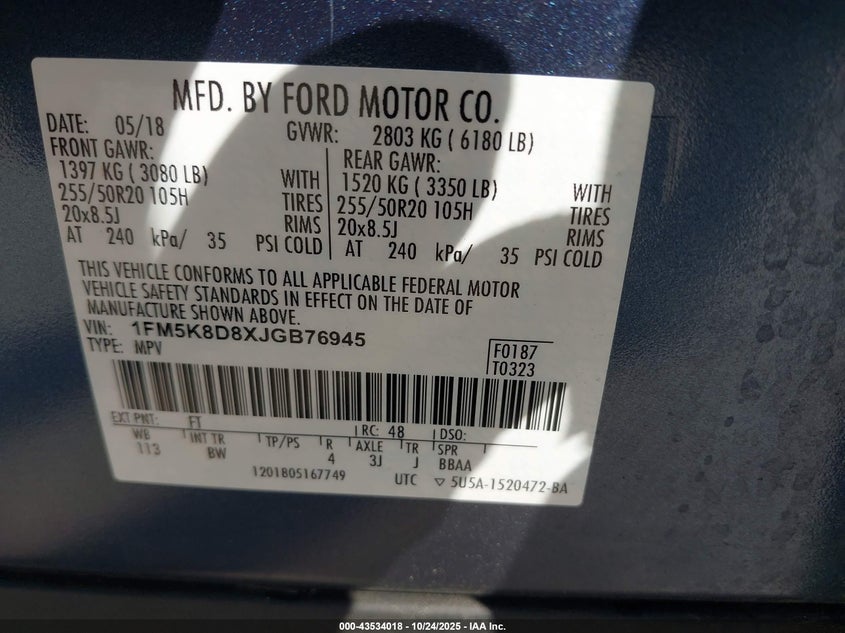 MFD. BY FORD MOTOR CO.
DATE: 05/18 GVWR: 2803 KG ( 6180 LB)
FRONT GAWR: REAR GAWR:
1397 KG ( 3080 LB) WITH 1520 KG ( 3350 LB) WITH
255/50R20 105H TIRES 255/50R20 105H TIRES
20x8.5J RIMS 20x8.5J RIMS
AT 240 kPa/ 35 PSI COLD AT 240 kPa/ 35 PSI COLD
THIS VEHICLE CONFORMS TO ALL APPLICABLE FEDERAL MOTOR
VEHICLE SAFETY STANDARDS IN EFFECT ON THE DATE OF
MANUFACTURE SHOWN ABOVE.
VIN: 1FM5K8D8XJGB76945
TYPE: MPV
F0187
T0323
EXT PNT: FT RC: 48 DSO:
WB INT TR TP/PS R AXLE TR SPR
113 BW 4 3J J BBAA
1201805167749 UTC ▽ 5U5A-1520472-BA
000-43534018 - 10/24/2025 - IAA Inc.